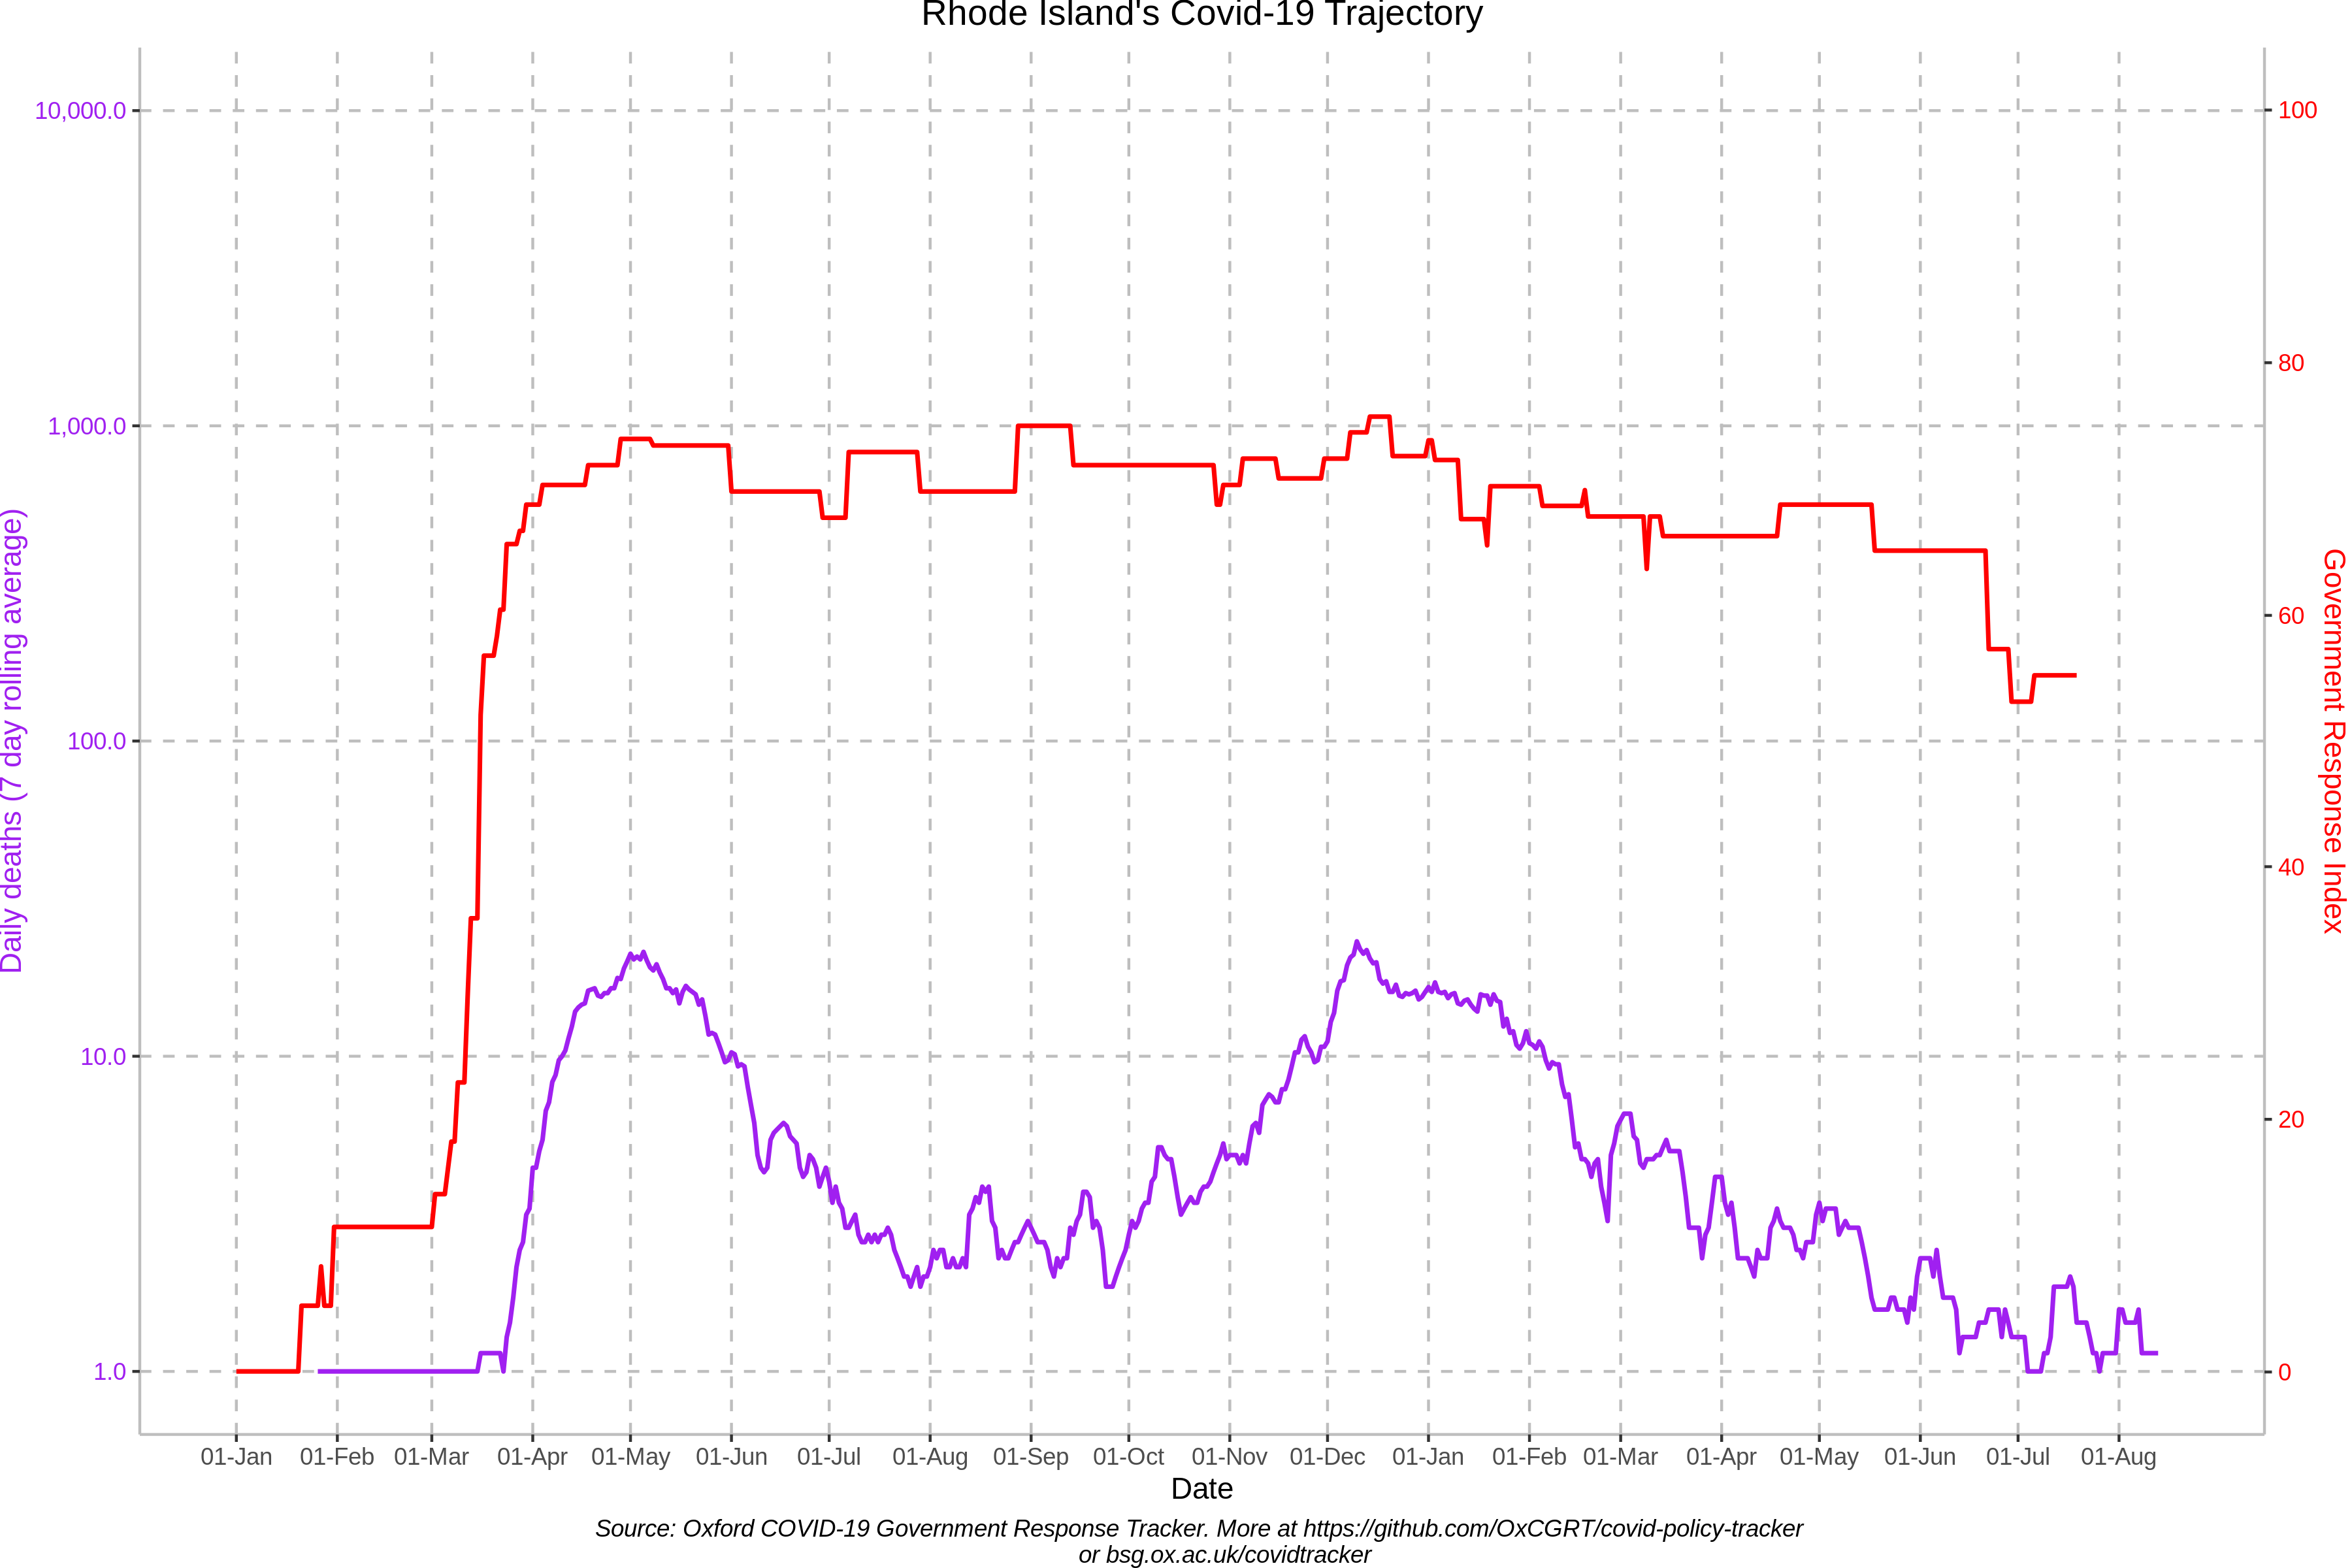 Rhode Island's Covid-19 Trajectory
10,000.0
1,000.0
100.0
10.0
1.0
Daily deaths (7 day rolling average)
100
80
60
40
20
0
Government Response Index
01-Jan 01-Feb 01-Mar 01-Apr 01-May 01-Jun 01-Jul 01-Aug 01-Sep 01-Oct 01-Nov 01-Dec 01-Jan 01-Feb 01-Mar 01-Apr 01-May 01-Jun 01-Jul 01-Aug
Date
Source: Oxford COVID-19 Government Response Tracker. More at https://github.com/OxCGRT/covid-policy-tracker
or bsg.ox.ac.uk/covidtracker